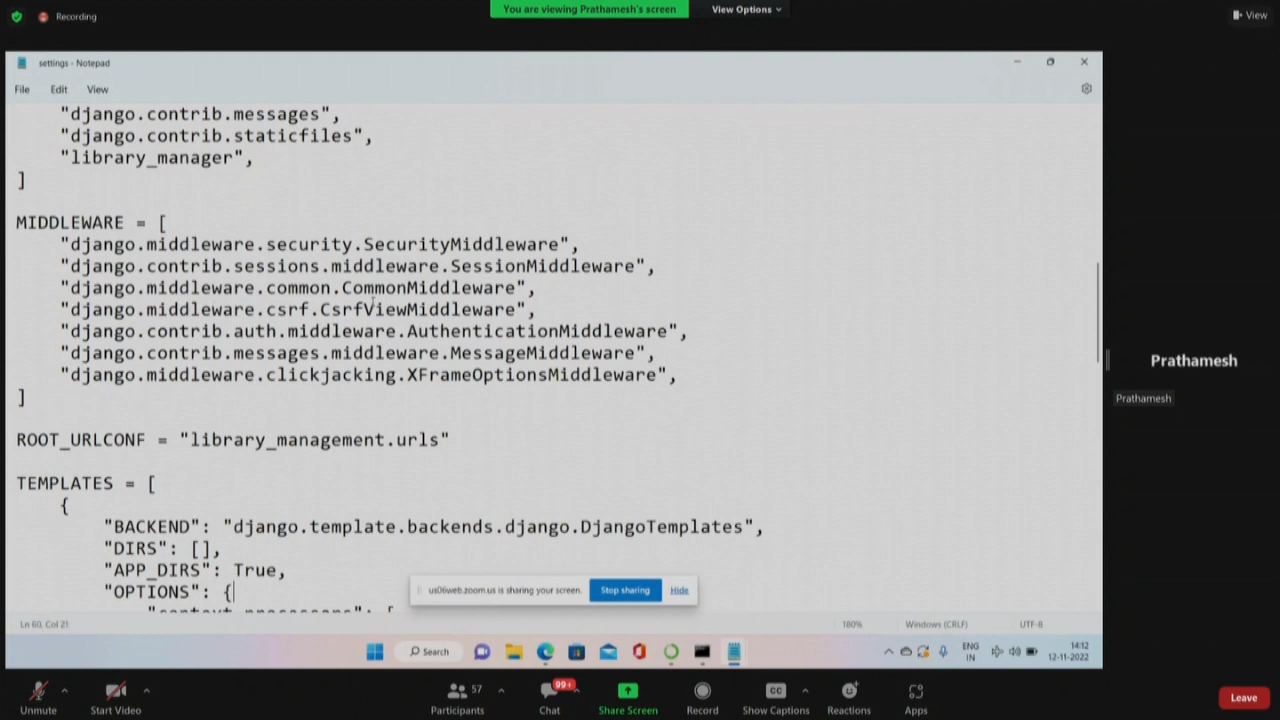 Recording
You are viewing Prathamesh's screen View Options
View
settings - Notepad
File Edit View
"django.contrib.messages",
"django.contrib.staticfiles",
"library_manager",
]
MIDDLEWARE = [
"django.middleware.security.SecurityMiddleware",
"django.contrib.sessions.middleware.SessionMiddleware",
"django.middleware.common.CommonMiddleware",
"django.middleware.csrf.CsrfViewMiddleware",
"django.contrib.auth.middleware.AuthenticationMiddleware",
"django.contrib.messages.middleware.MessageMiddleware",
"django.middleware.clickjacking.XFrameOptionsMiddleware",
]
ROOT_URLCONF = "library_management.urls"
TEMPLATES = [
{
"BACKEND": "django.template.backends.django.DjangoTemplates",
"DIRS": [],
"APP_DIRS": True,
"OPTIONS": {
"context_processors": [
us06web.zoom.us is sharing your screen. Stop sharing Hide
Ln 60, Col 21 180% Windows (CRLF) UTF-8
Search
ENG
IN
14:12
12-11-2022
Prathamesh
Prathamesh
Unmute Start Video Participants 57 Chat 99+ Share Screen Record Show Captions Reactions Apps Leave